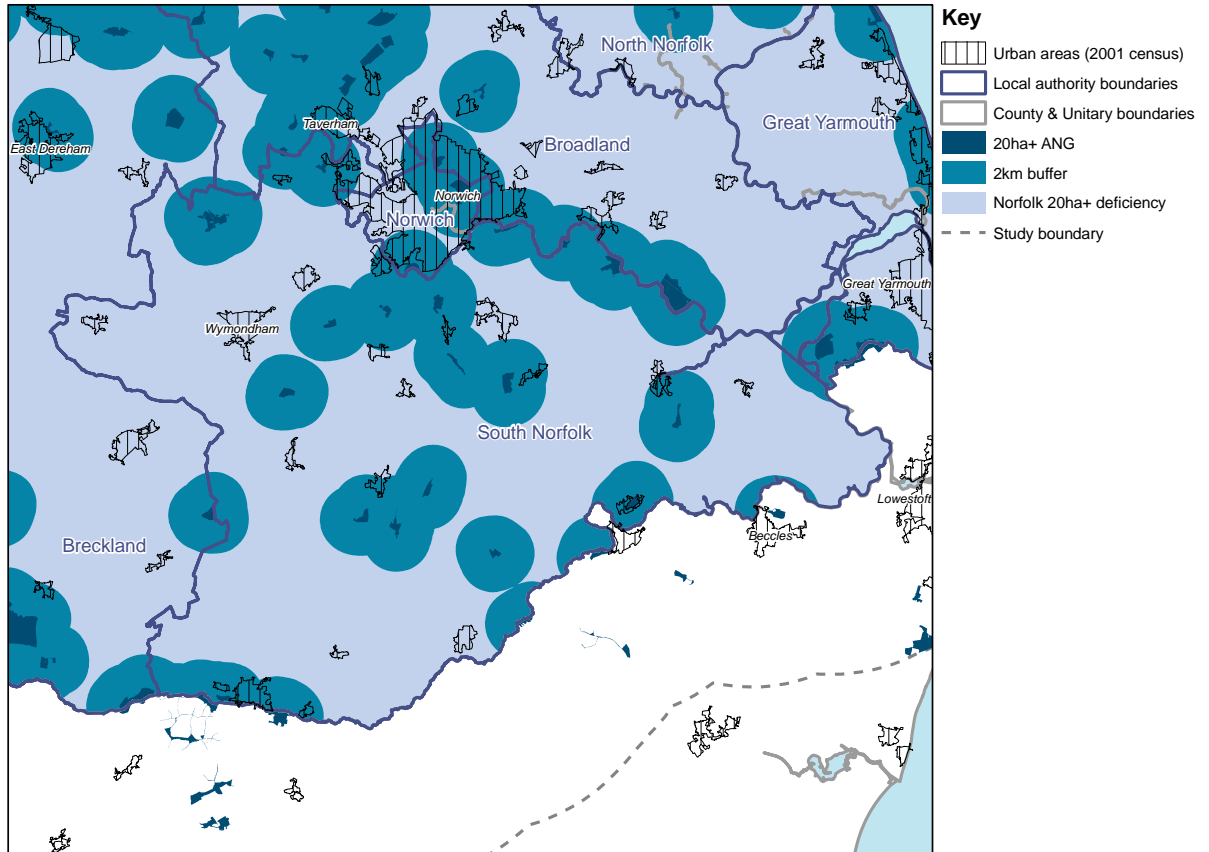 North Norfolk
Taverham
Great Yarmouth
East Dereham
Broadland
Norwich
Norwich
Great Yarmouth
Wymondham
South Norfolk
Lowestoft
Beccles
Breckland
Key
Urban areas (2001 census)
Local authority boundaries
County & Unitary boundaries
20ha+ ANG
2km buffer
Norfolk 20ha+ deficiency
Study boundary